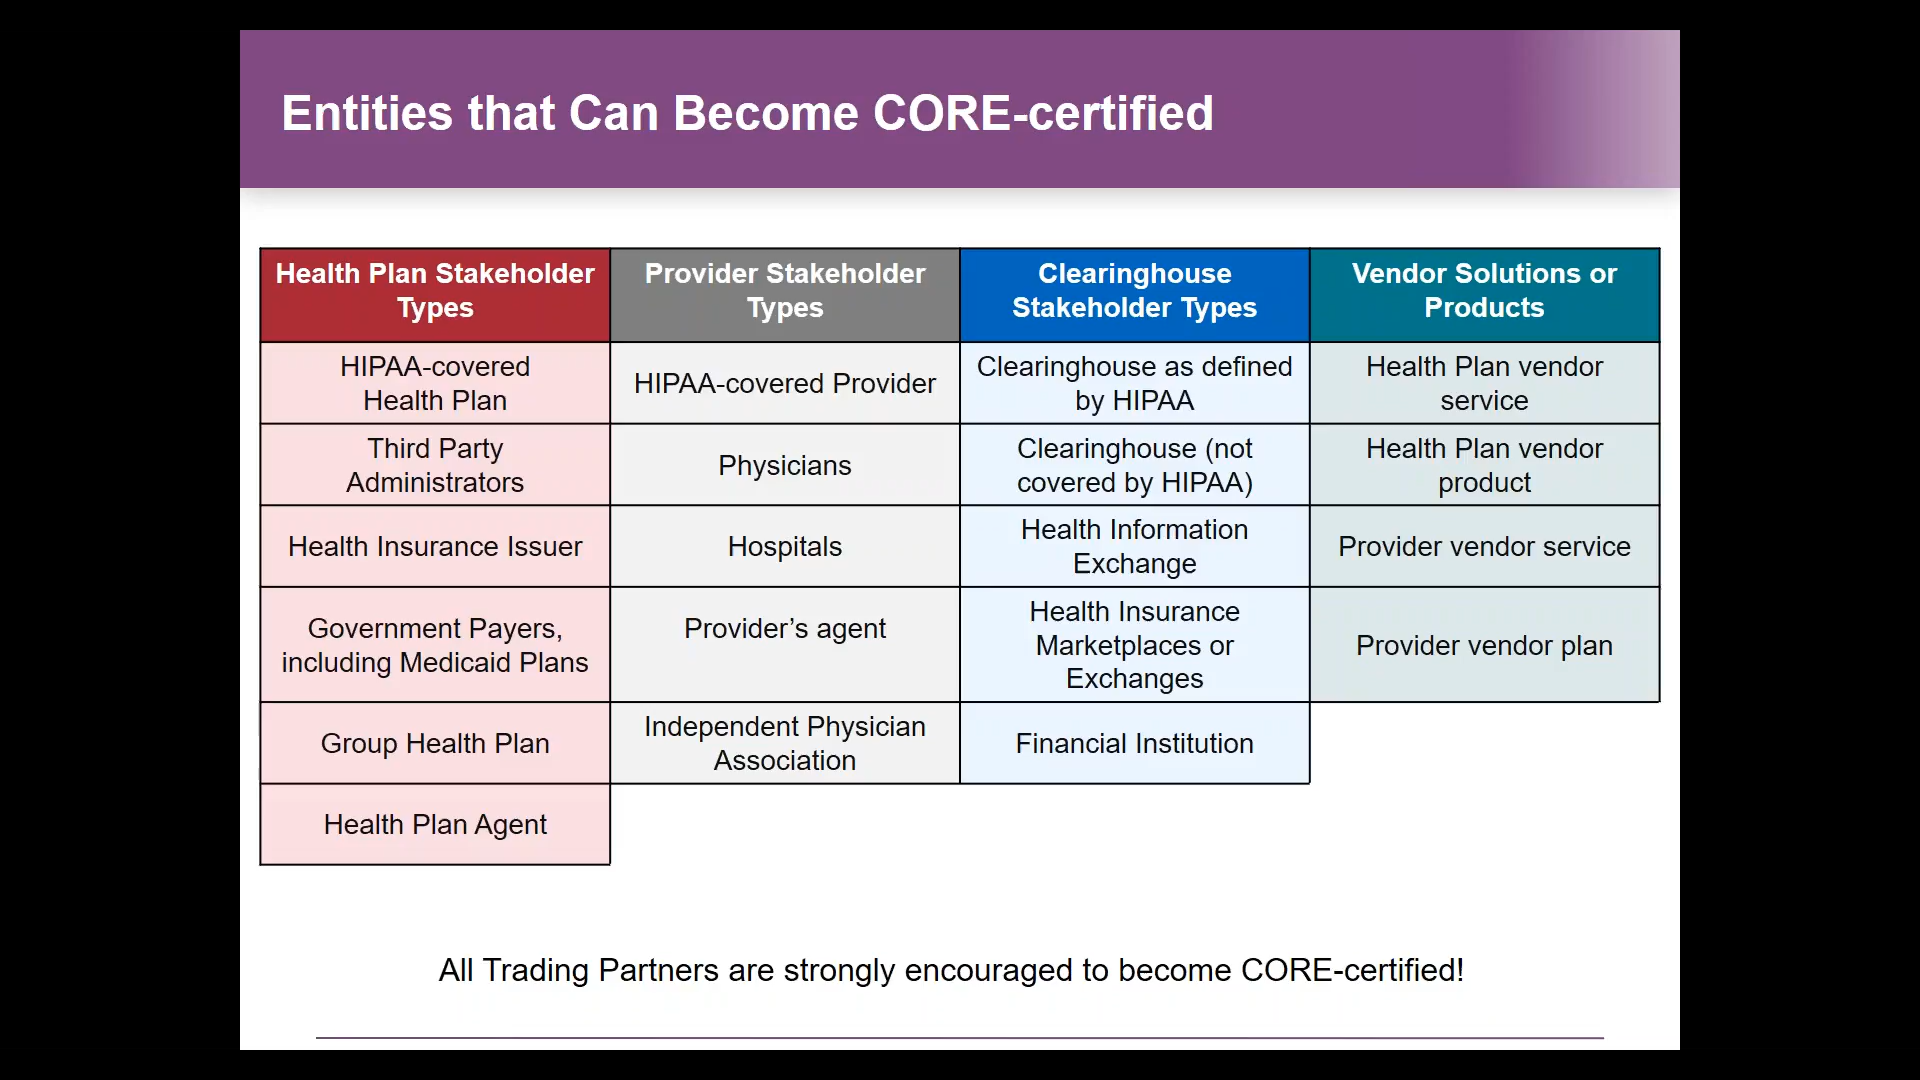 Entities that Can Become CORE-certified
Health Plan Stakeholder
Types
Provider Stakeholder
Types
Clearinghouse
Stakeholder Types
Vendor Solutions or
Products
HIPAA-covered
Health Plan
HIPAA-covered Provider
Clearinghouse as defined
by HIPAA
Health Plan vendor
service
Third Party
Administrators
Physicians
Clearinghouse (not
covered by HIPAA)
Health Plan vendor
product
Health Insurance Issuer
Hospitals
Health Information
Exchange
Provider vendor service
Government Payers,
including Medicaid Plans
Provider’s agent
Health Insurance
Marketplaces or
Exchanges
Provider vendor plan
Group Health Plan
Independent Physician
Association
Financial Institution
Health Plan Agent
All Trading Partners are strongly encouraged to become CORE-certified!